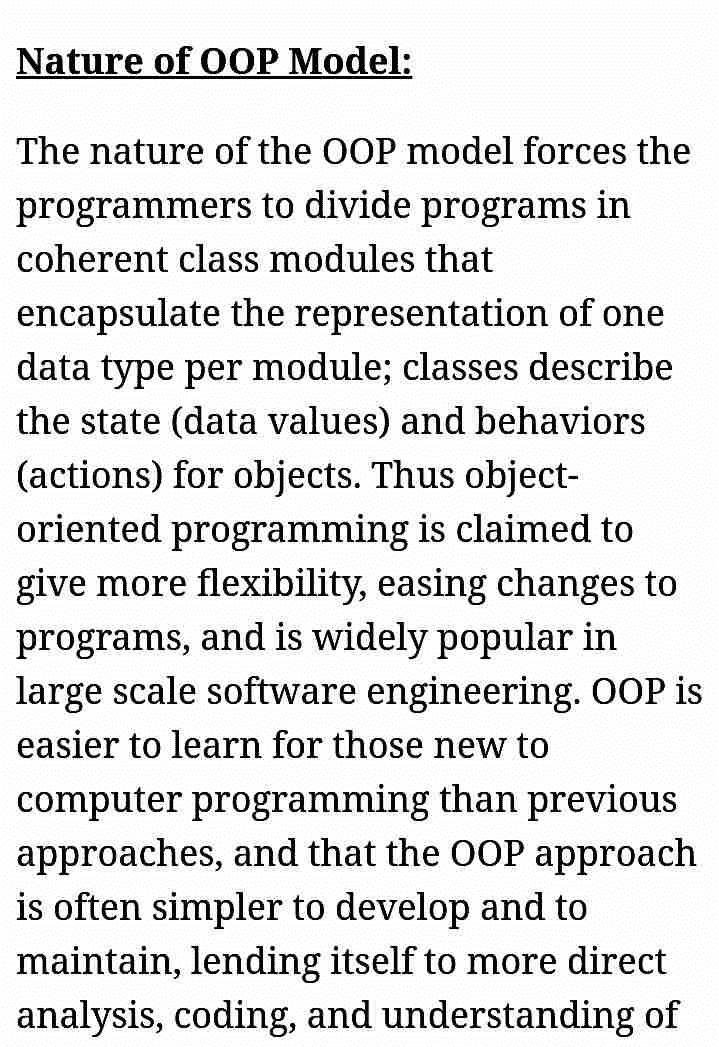 Nature of OOP Model:
The nature of the OOP model forces the
programmers to divide programs in
coherent class modules that
encapsulate the representation of one
data type per module; classes describe
the state (data values) and behaviors
(actions) for objects. Thus object-
oriented programming is claimed to
give more flexibility, easing changes to
programs, and is widely popular in
large scale software engineering. OOP is
easier to learn for those new to
computer programming than previous
approaches, and that the OOP approach
is often simpler to develop and to
maintain, lending itself to more direct
analysis, coding, and understanding of